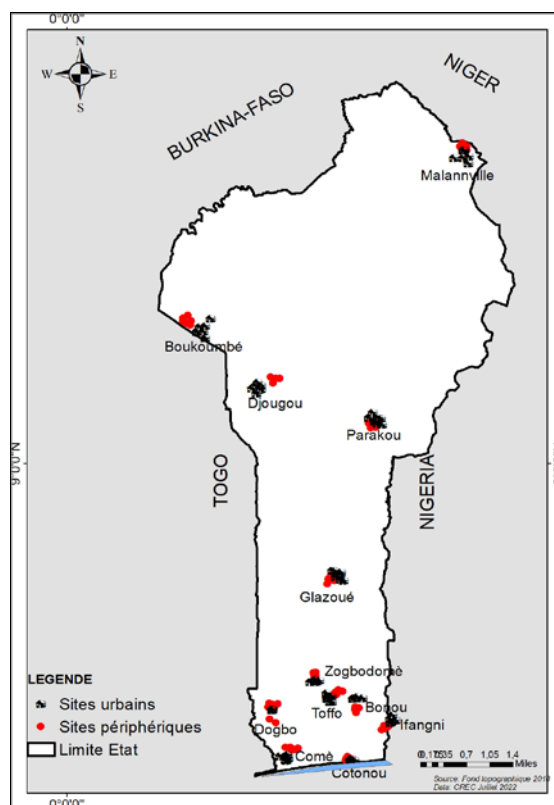 0°0'0"
N
W E
S
BURKINA-FASO
NIGER
Malannville
Boukoumbé
Djougou
Parakou
9°0'0"N
TOGO
NIGERIA
Glazoué
Zogbodomè
Toffo
Bonou
Dogbo
Ifangni
Comè
Cotonou
LEGENDE
Sites urbains
Sites périphériques
Limite Etat
0,7 1,05 1,4
Miles
Source: Fond topographique
Data: CREC Juillet 2022
0°0'0"